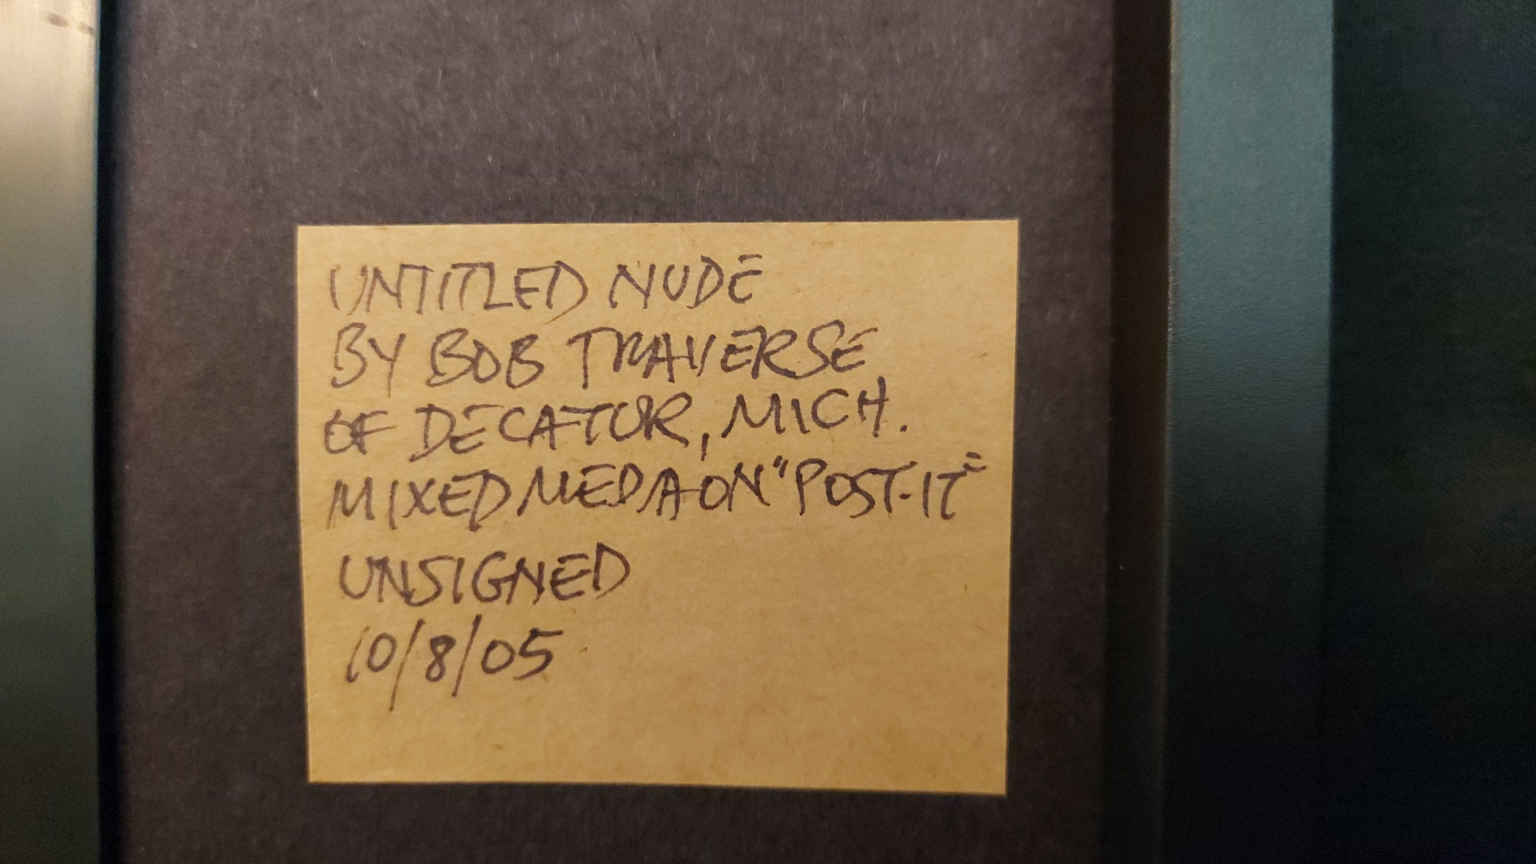 UNTITLED NUDE
BY BOB TRAVERSE
OF DECATUR, MICH.
MIXED MEDIA ON "POST-IT"
UNSIGNED
10/8/05